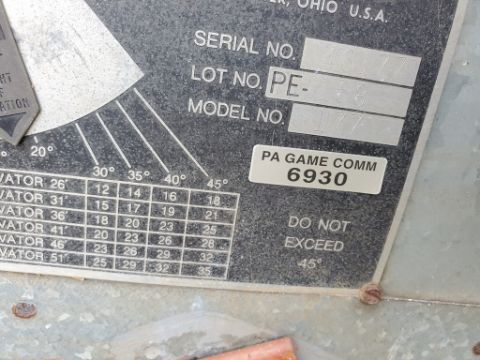 ER, OHIO U.S.A.
SERIAL NO.
LOT NO. PE-
MODEL NO.
PA GAME COMM
6930
20°
30° 35° 40° 45°
VATOR 26' 12 14 16 18
VATOR 31' 15 17 19 21
VATOR 36' 18 20 23 25
VATOR 41' 20 23 26 28
VATOR 46' 23 26 29 32
VATOR 51' 25 29 32 35
DO NOT
EXCEED
45°